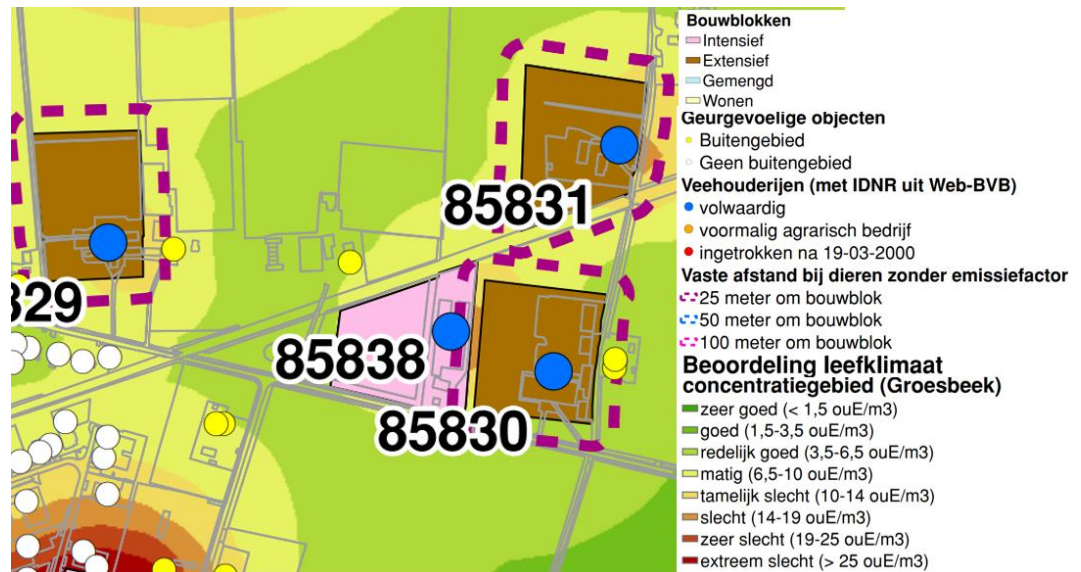 85831
329
85838
85830
Bouwblokken
Intensief
Extensief
Gemengd
Wonen
Geurgevoelige objecten
Buitengebied
Geen buitengebied
Veehouderijen (met IDNR uit Web-BVB)
volwaardig
voormalig agrarisch bedrijf
ingetrokken na 19-03-2000
Vaste afstand bij dieren zonder emissiefactor
25 meter om bouwblok
50 meter om bouwblok
100 meter om bouwblok
Beoordeling leefklimaat
concentratiegebied (Groesbeek)
zeer goed (< 1,5 ouE/m3)
goed (1,5-3,5 ouE/m3)
redelijk goed (3,5-6,5 ouE/m3)
matig (6,5-10 ouE/m3)
tamelijk slecht (10-14 ouE/m3)
slecht (14-19 ouE/m3)
zeer slecht (19-25 ouE/m3)
extreem slecht (> 25 ouE/m3)